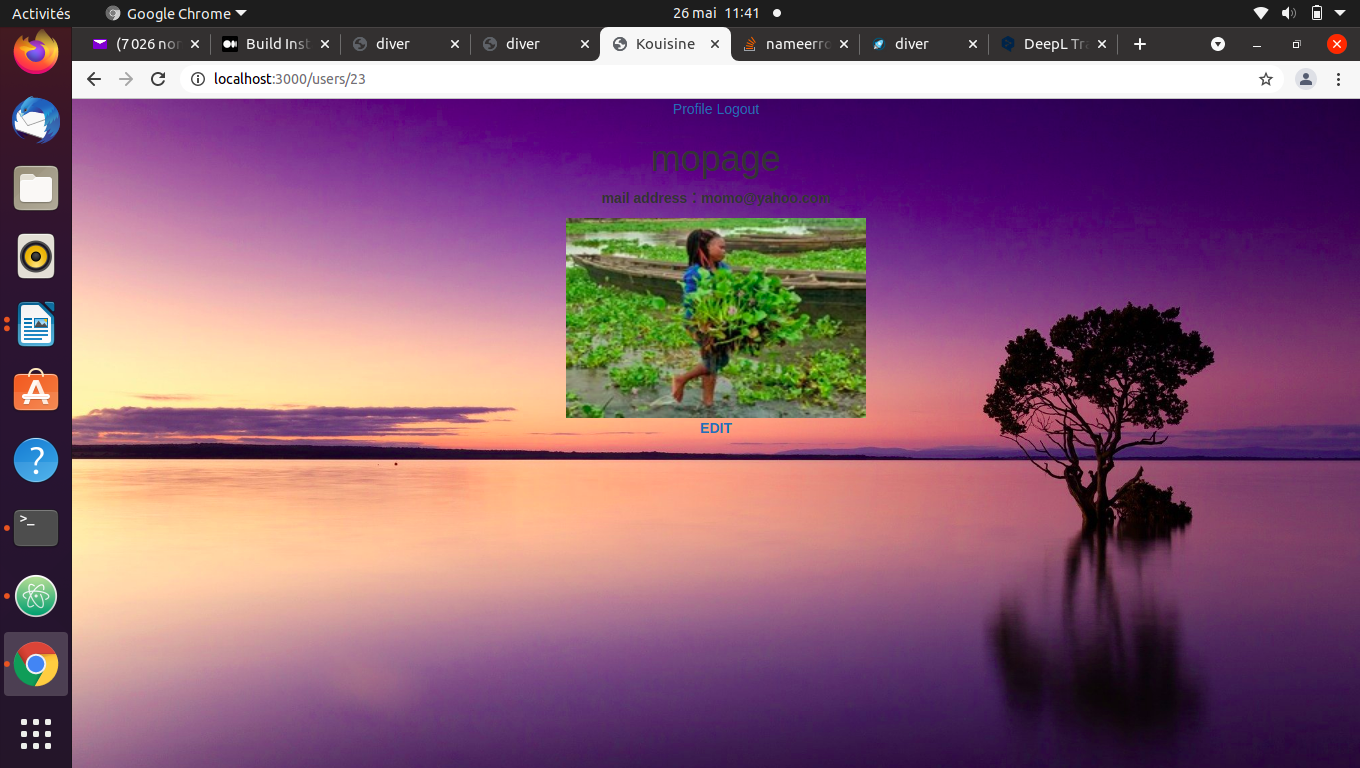 Activités Google Chrome 26 mai 11:41
(7 026 nor Build Inst diver diver Kouisine nameerro diver DeepL Tra
localhost:3000/users/23
Profile Logout
mopage
mail address : momo@yahoo.com
EDIT